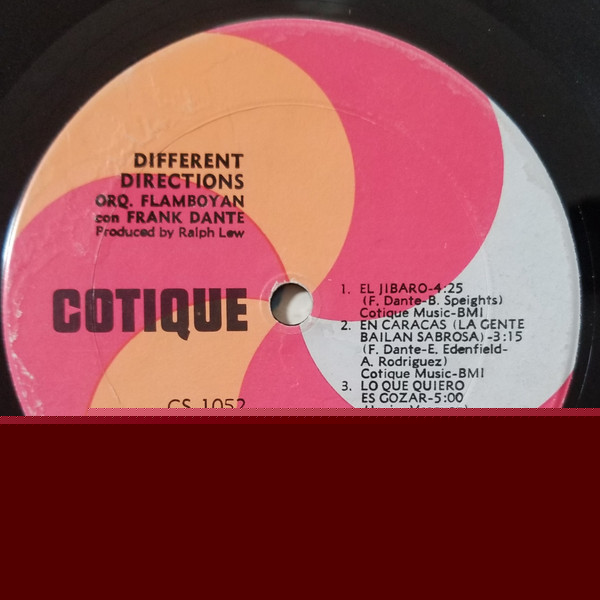 DIFFERENT
DIRECTIONS
ORQ. FLAMBOYAN
con FRANK DANTE
Produced by Ralph Lew
COTIQUE
CS 1052
1. EL JIBARO-4:25
(F. Dante-B. Speights)
Cotique Music-BMI
2. EN CARACAS (LA GENTE
BAILAN SABROSA)-3:15
(F. Dante-E. Edenfield-
A. Rodriguez)
Cotique Music-BMI
3. LO QUE QUIERO
ES GOZAR-5:00